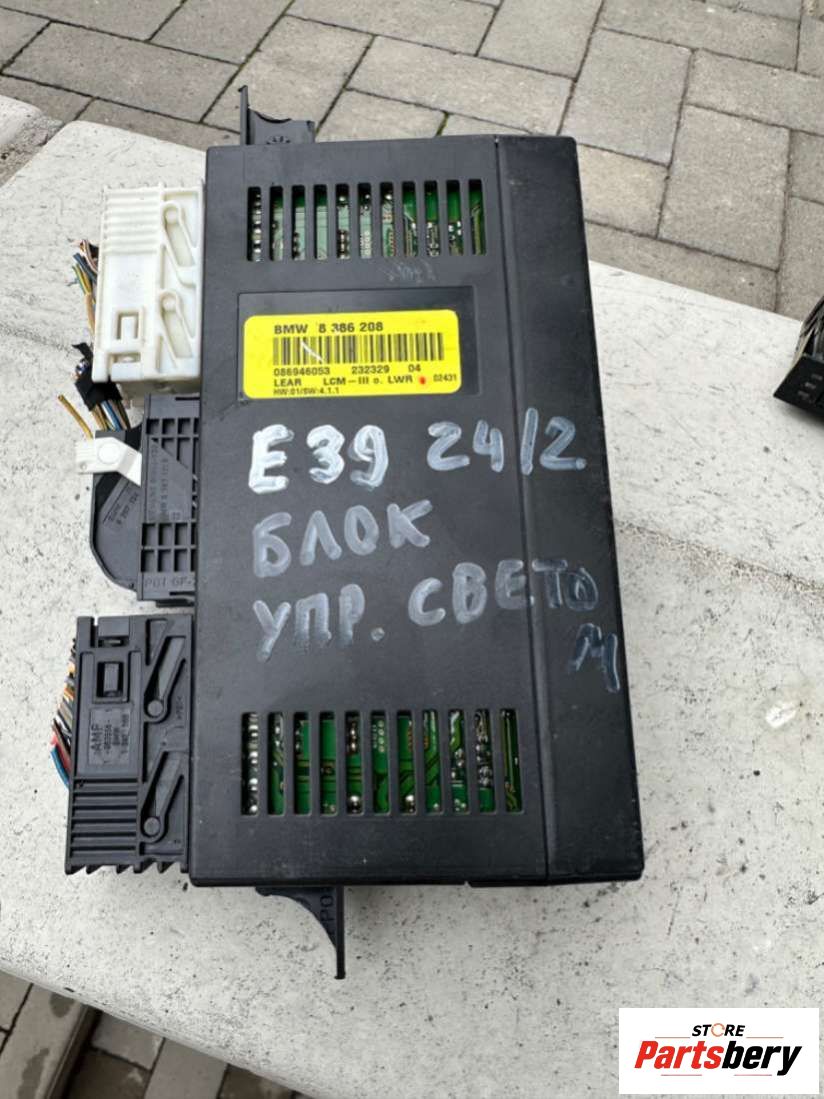 BMW 8 386 208
086946053 232329 04
LEAR LCM-III o. LWR 02431
HW:01/SW:4.1.1
E39 24/2
БЛОК
УПР. СВЕТО
М
AMP
STORE
Partsbery